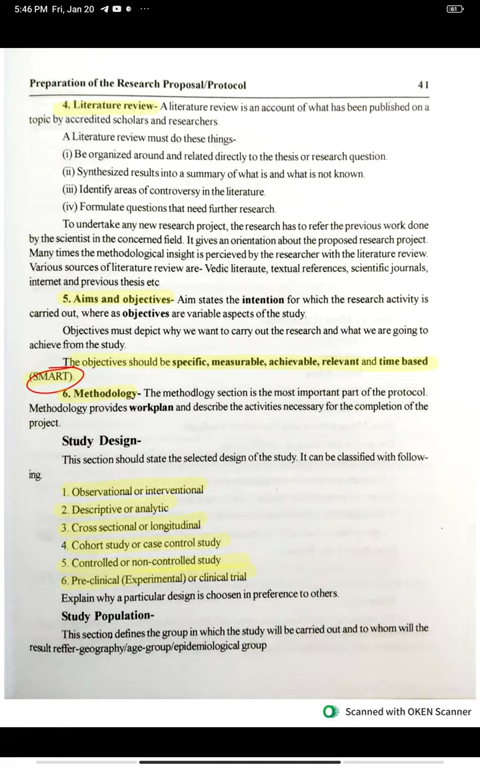 5:46 PM Fri, Jan 20
61
Preparation of the Research Proposal/Protocol 41
4. Literature review- A literature review is an account of what has been published on a
topic by accredited scholars and researchers.
A Literature review must do these things-
(i) Be organized around and related directly to the thesis or research question.
(ii) Synthesized results into a summary of what is and what is not known.
(iii) Identify areas of controversy in the literature.
(iv) Formulate questions that need further research.
To undertake any new research project, the research has to refer the previous work done
by the scientist in the concerned field. It gives an orientation about the proposed research project.
Many times the methodological insight is percieved by the researcher with the literature review.
Various sources of literature review are- Vedic literaute, textual references, scientific journals,
internet and previous thesis etc
5. Aims and objectives- Aim states the intention for which the research activity is
carried out, where as objectives are variable aspects of the study.
Objectives must depict why we want to carry out the research and what we are going to
achieve from the study.
The objectives should be specific, measurable, achievable, relevant and time based
(SMART).
6. Methodology- The methodlogy section is the most important part of the protocol.
Methodology provides workplan and describe the activities necessary for the completion of the
project.
Study Design-
This section should state the selected design of the study. It can be classified with follow-
ing.
1. Observational or interventional
2. Descriptive or analytic
3. Cross sectional or longitudinal
4. Cohort study or case control study
5. Controlled or non-controlled study
6. Pre-clinical (Experimental) or clinical trial
Explain why a particular design is choosen in preference to others.
Study Population-
This section defines the group in which the study will be carried out and to whom will the
result reffer-geography/age-group/epidemiological group
Scanned with OKEN Scanner